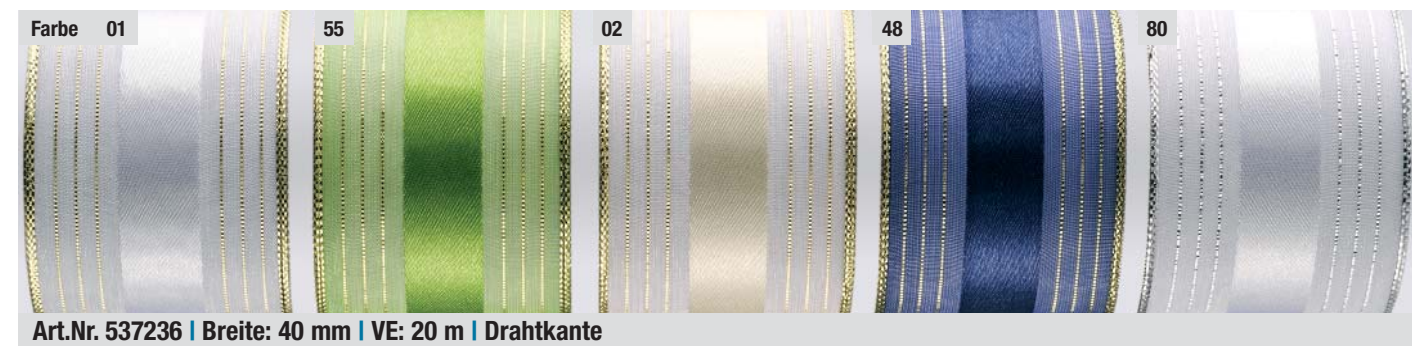 Farbe 01 55 02 48 80
Art.Nr. 537236 | Breite: 40 mm | VE: 20 m | Drahtkante